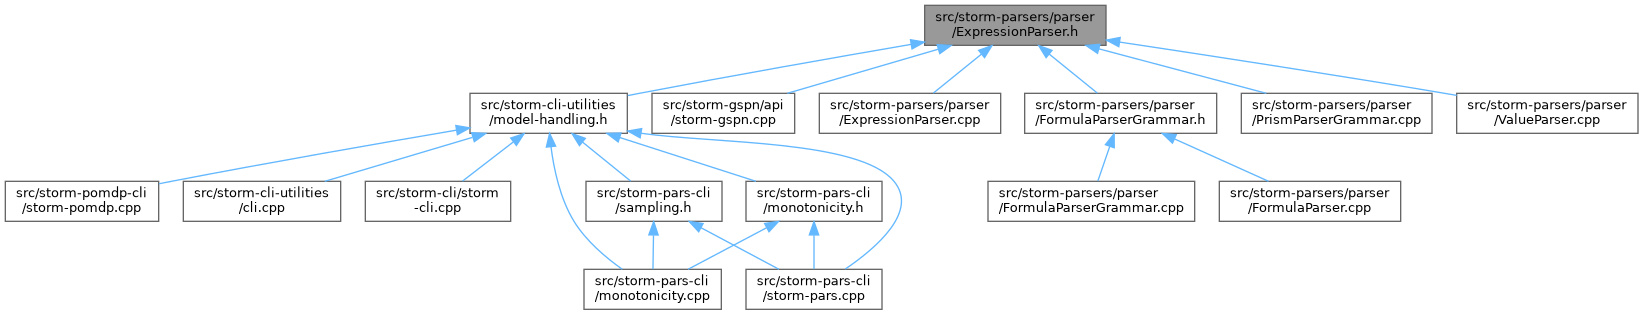 src/storm-parsers/parser
/ExpressionParser.h
src/storm-cli-utilities
/model-handling.h
src/storm-gspn/api
/storm-gspn.cpp
src/storm-parsers/parser
/ExpressionParser.cpp
src/storm-parsers/parser
/FormulaParserGrammar.h
src/storm-parsers/parser
/PrismParserGrammar.cpp
src/storm-parsers/parser
/ValueParser.cpp
src/storm-pomdp-cli
/storm-pomdp.cpp
src/storm-cli-utilities
/cli.cpp
src/storm-cli/storm
-cli.cpp
src/storm-pars-cli
/sampling.h
src/storm-pars-cli
/monotonicity.h
src/storm-parsers/parser
/FormulaParserGrammar.cpp
src/storm-parsers/parser
/FormulaParser.cpp
src/storm-pars-cli
/monotonicity.cpp
src/storm-pars-cli
/storm-pars.cpp